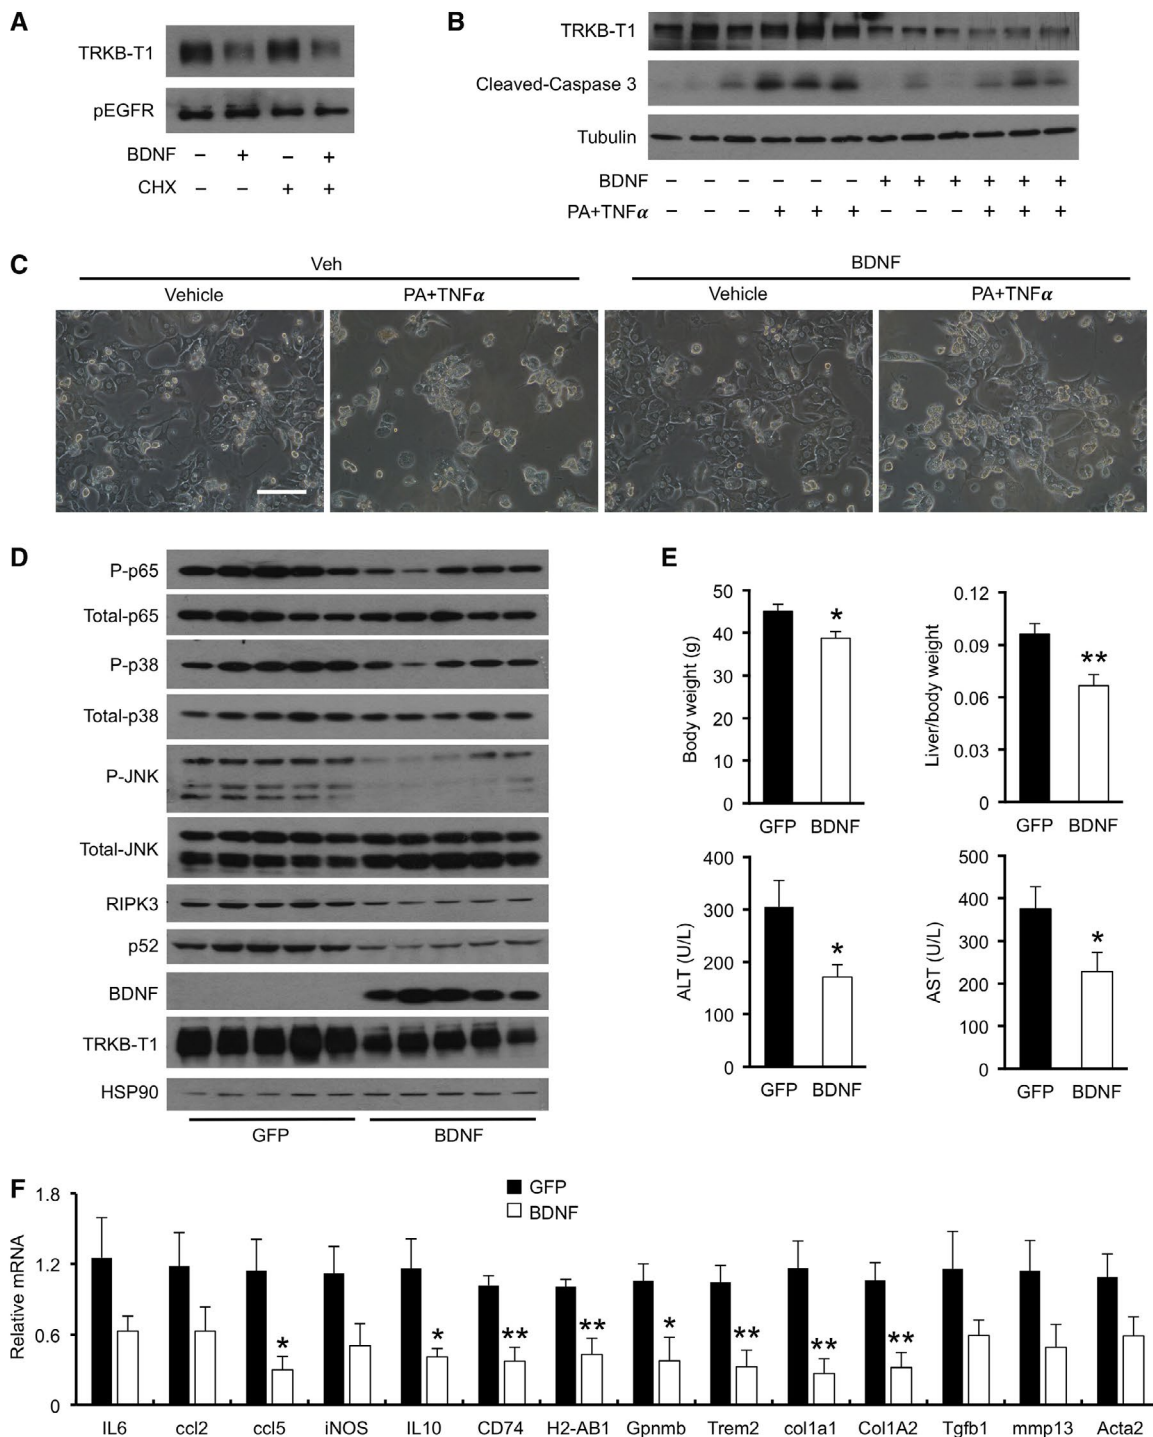 A
TRKB-T1
pEGFR
BDNF − + − +
CHX − − + +
B
TRKB-T1
Cleaved-Caspase 3
Tubulin
BDNF − − − − − − + + + + + +
PA+TNFα − − − + + + − − − + + +
C
Veh BDNF
Vehicle PA+TNFα Vehicle PA+TNFα
D
P-p65
Total-p65
P-p38
Total-p38
P-JNK
Total-JNK
RIPK3
p52
BDNF
TRKB-T1
HSP90
GFP BDNF
E
Body weight (g)
50
40
30
20
10
0
*
GFP BDNF
Liver/body weight
0.12
0.09
0.06
0.03
0
**
GFP BDNF
ALT (U/L)
400
300
200
100
0
*
GFP BDNF
AST (U/L)
500
400
300
200
100
0
*
GFP BDNF
F
GFP
BDNF
Relative mRNA
1.8
1.2
0.6
0
* * ** ** * ** ** **
IL6 ccl2 ccl5 iNOS IL10 CD74 H2-AB1 Gpnmb Trem2 col1a1 Col1A2 Tgfb1 mmp13 Acta2